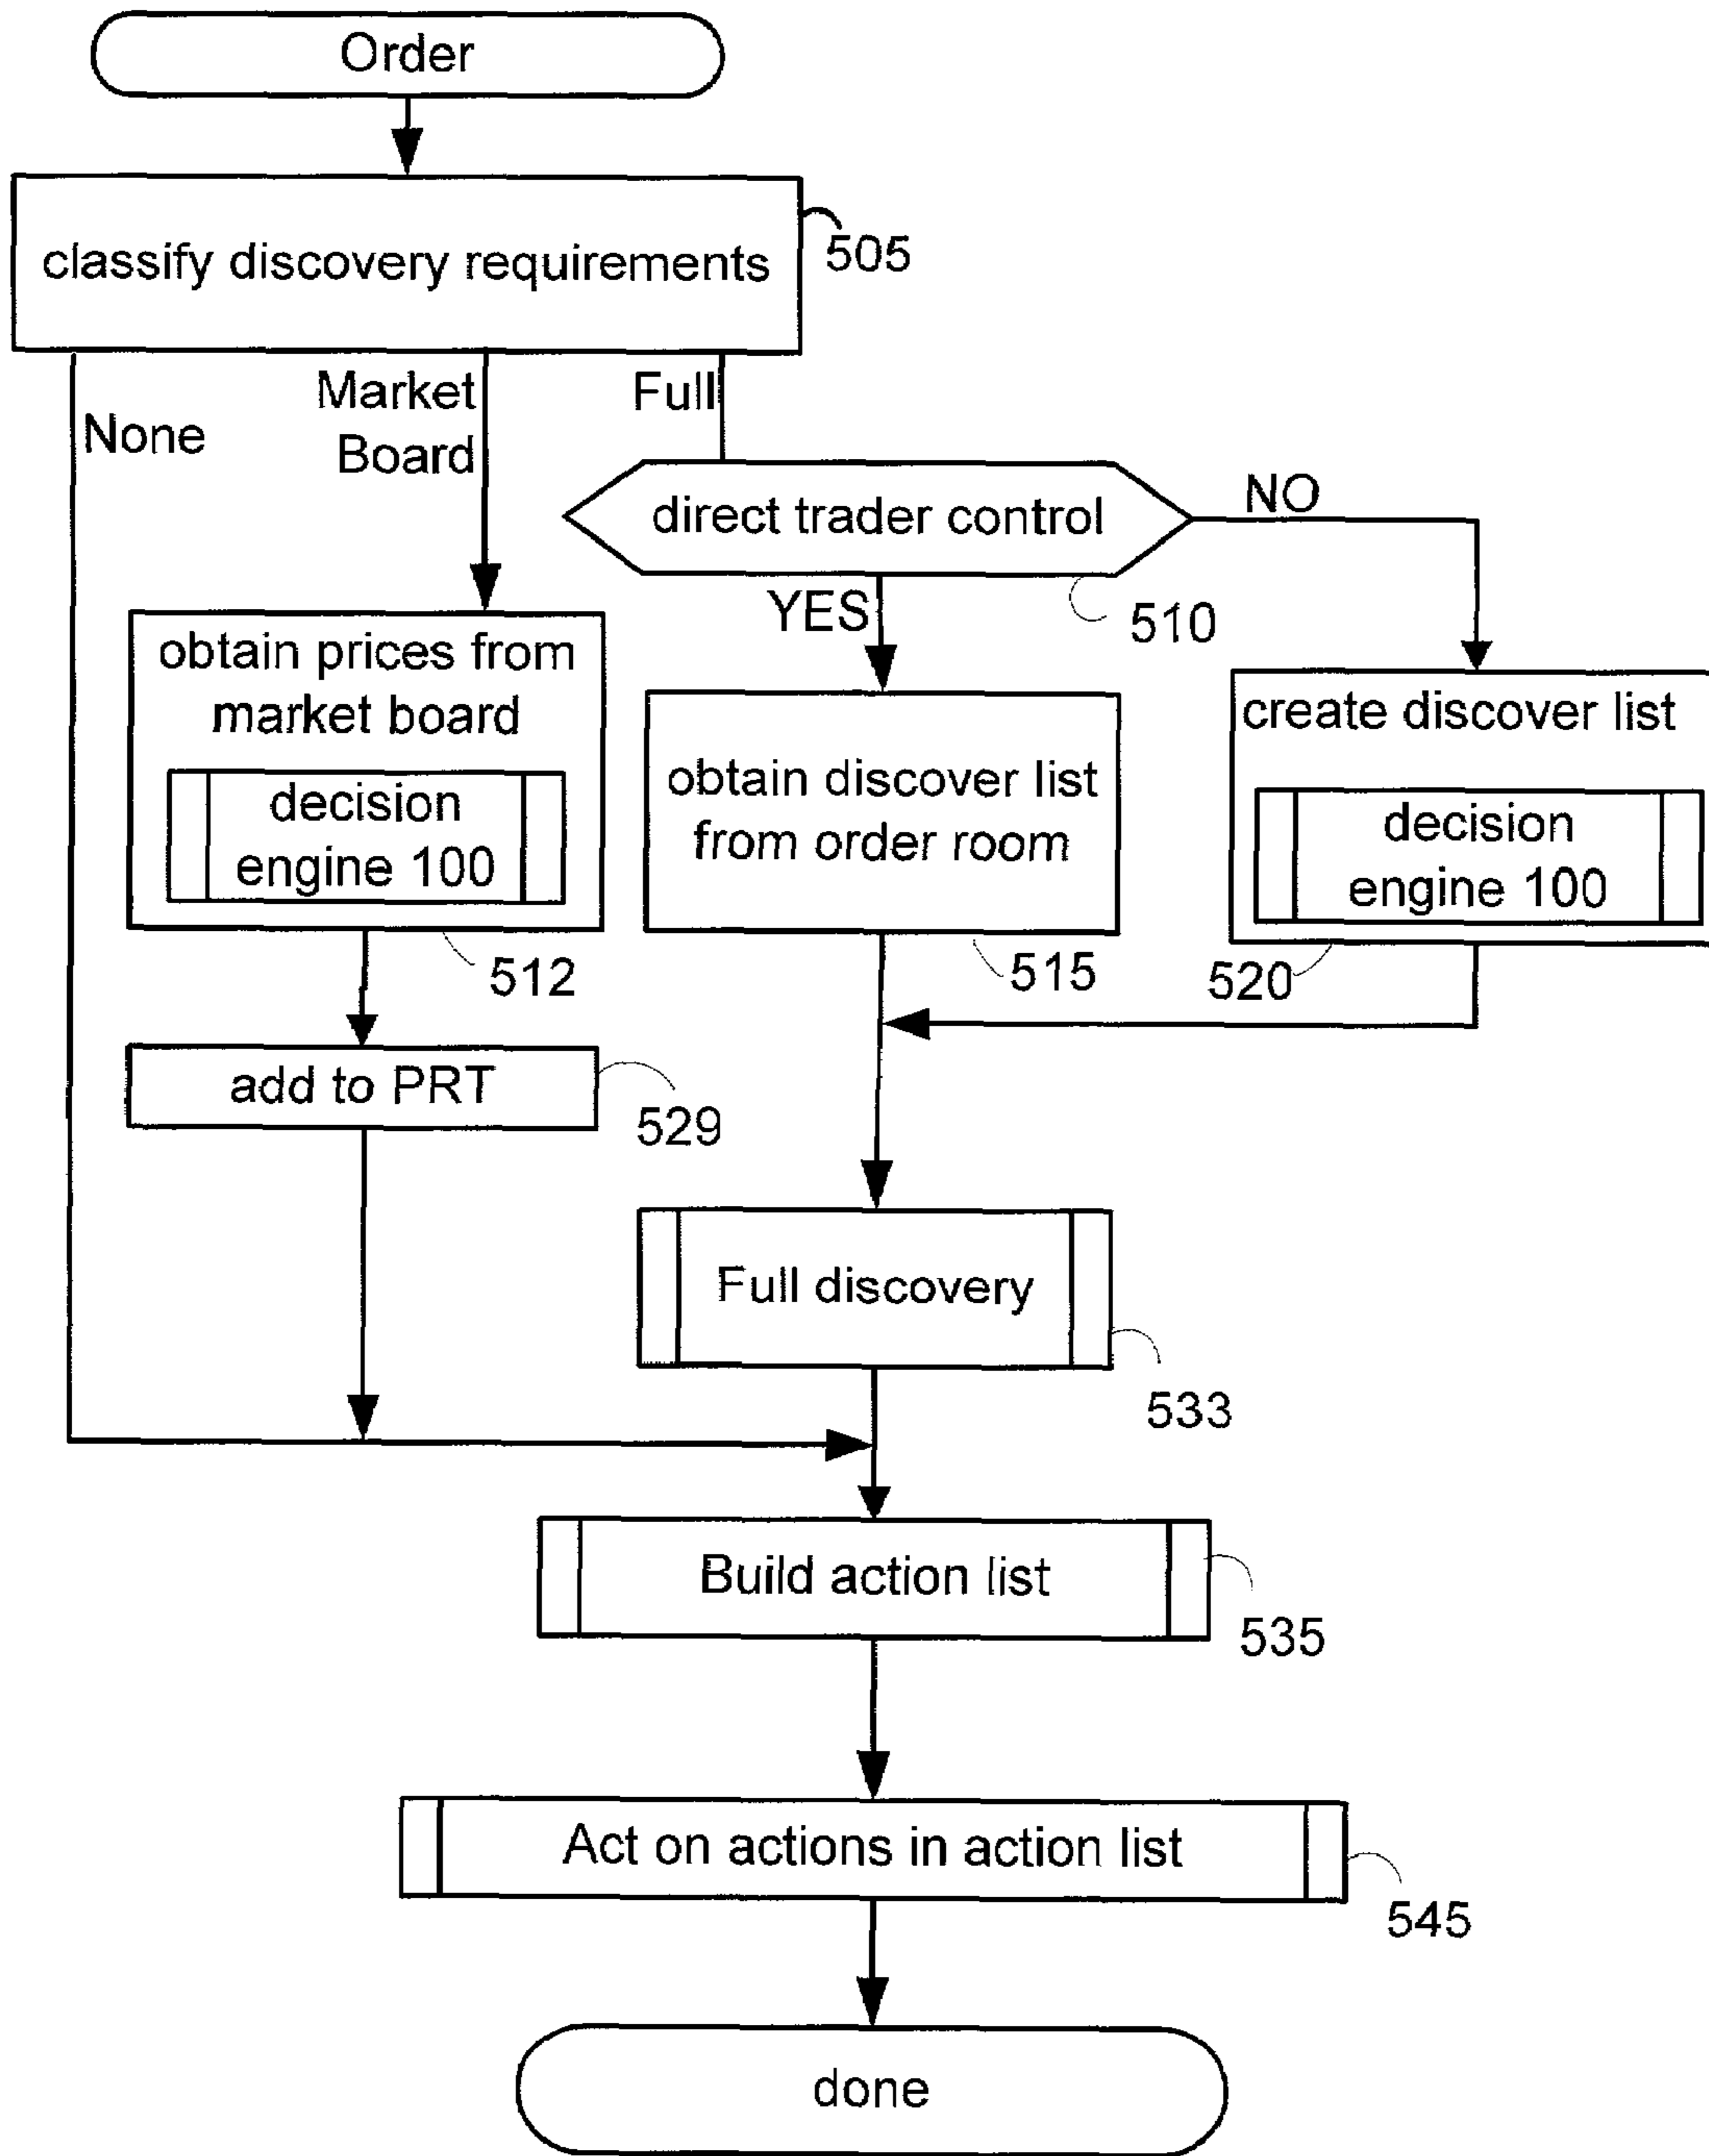 Order
classify discovery requirements
505
None
Market
Board
Full
direct trader control
NO
YES
510
obtain prices from
market board
decision
engine 100
512
obtain discover list
from order room
515
create discover list
decision
engine 100
520
add to PRT
529
Full discovery
533
Build action list
535
Act on actions in action list
545
done